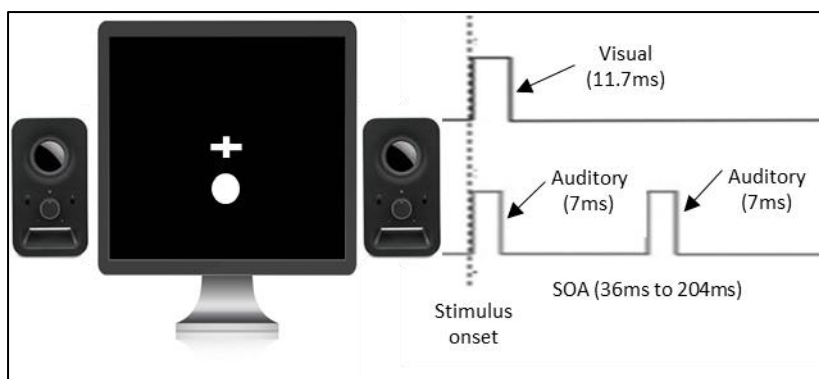 Visual
(11.7ms)
Auditory
(7ms)
Auditory
(7ms)
SOA (36ms to 204ms)
Stimulus
onset